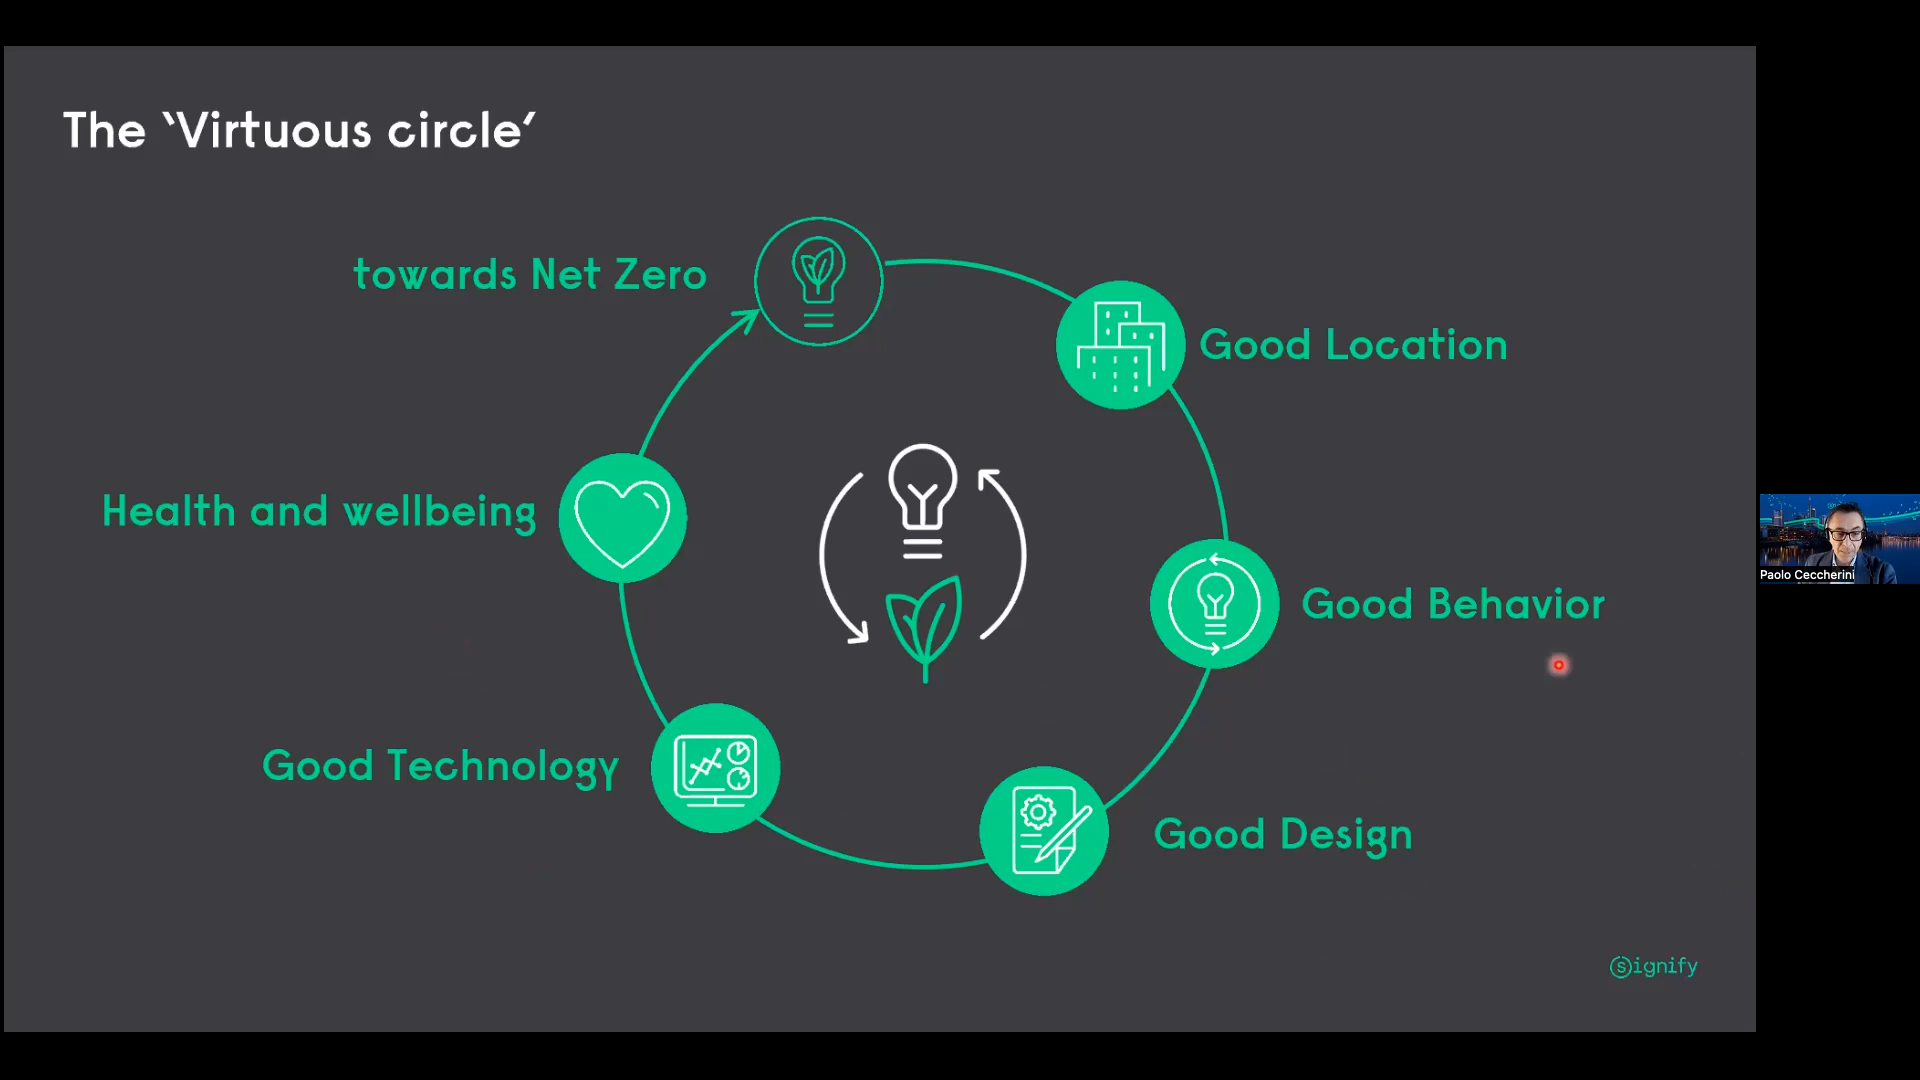 The ‵Virtuous circle′
towards Net Zero
Good Location
Health and wellbeing
Good Behavior
Paolo Ceccherini
Good Technology
Good Design
signify